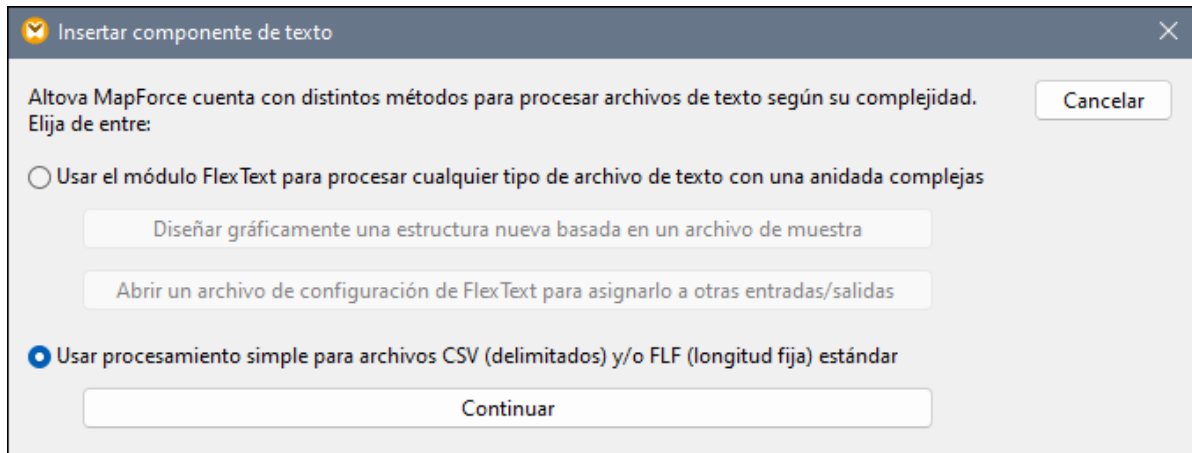 Insertar componente de texto
Altova MapForce cuenta con distintos métodos para procesar archivos de texto según su complejidad.
Elija de entre:
Cancelar
Usar el módulo FlexText para procesar cualquier tipo de archivo de texto con una anidada complejas
Diseñar gráficamente una estructura nueva basada en un archivo de muestra
Abrir un archivo de configuración de FlexText para asignarlo a otras entradas/salidas
Usar procesamiento simple para archivos CSV (delimitados) y/o FLF (longitud fija) estándar
Continuar